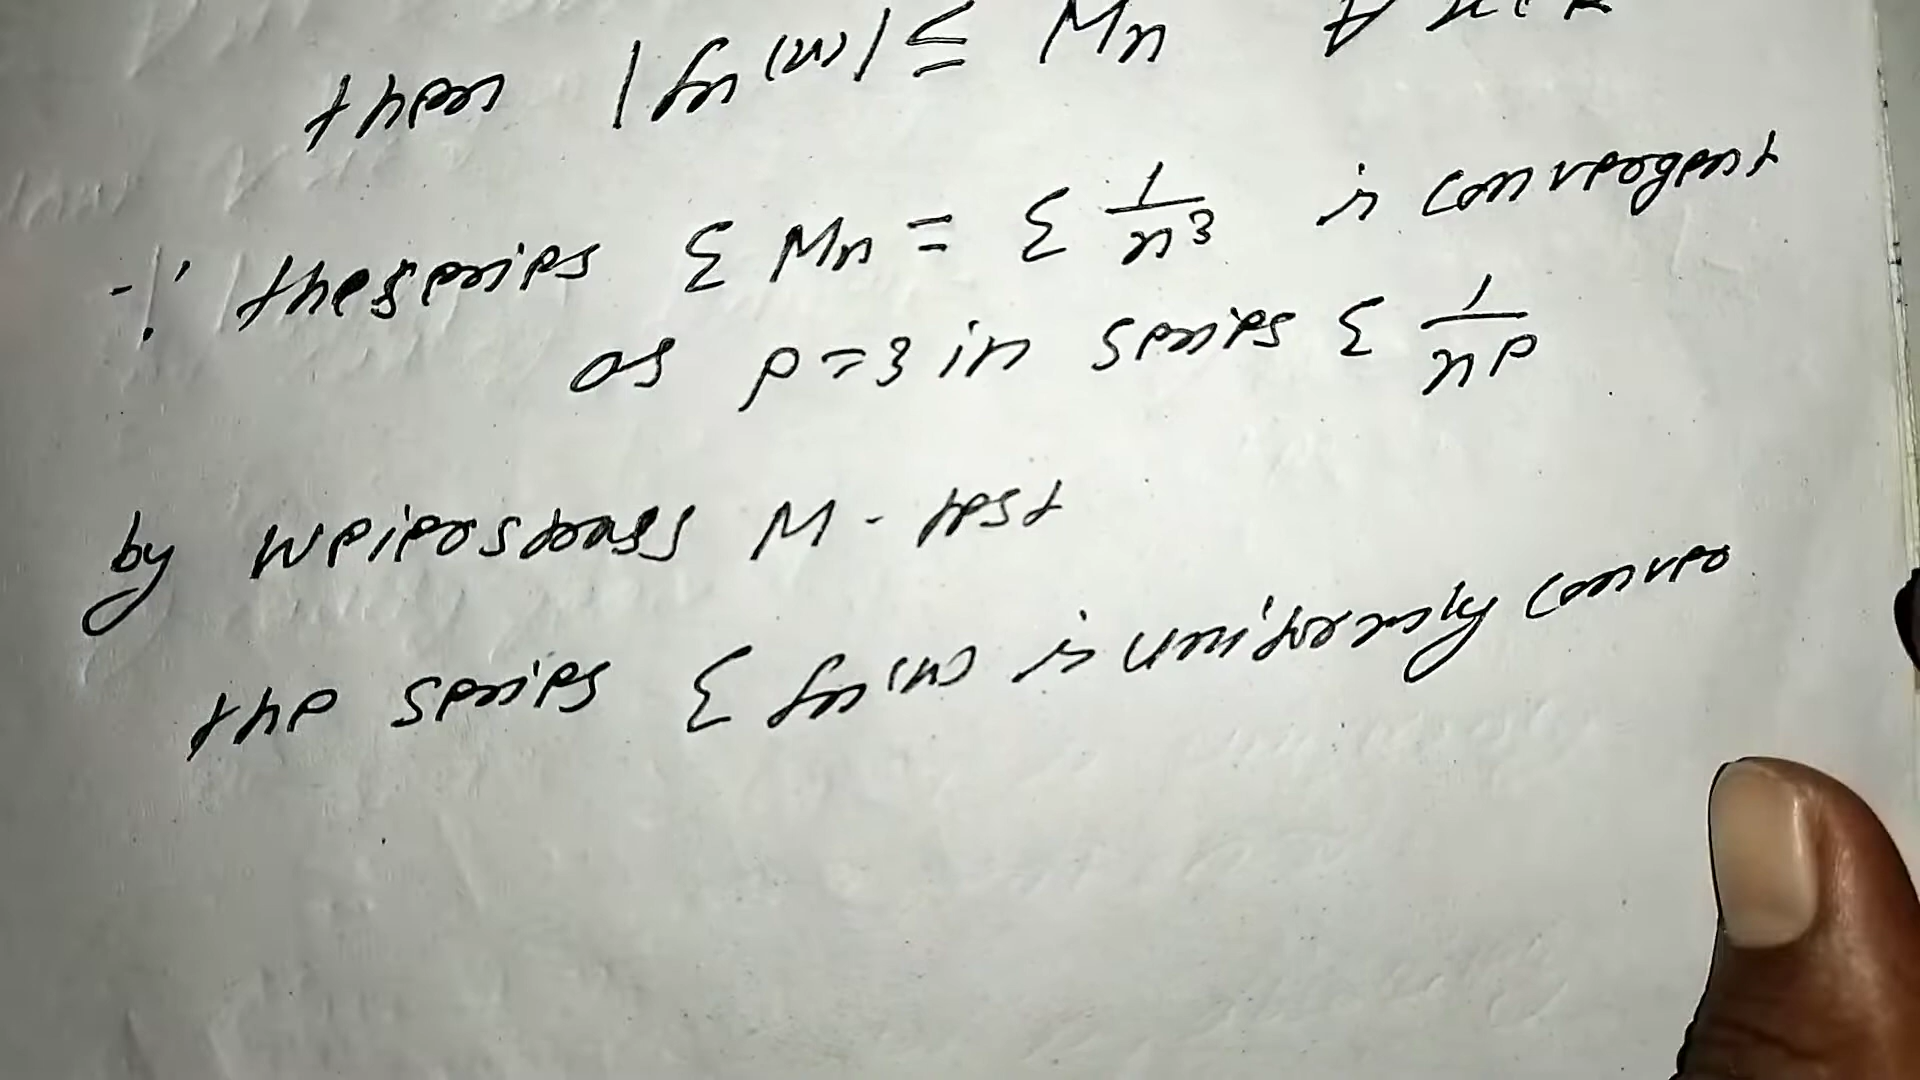 then |fn(x)| ≤ Mn ∀
∵ the series Σ Mn = Σ 1/n³ is convergent
as p=3 in series Σ 1/nᵖ
by Weierstrass M-test
the series Σ fn(x) is uniformly conver